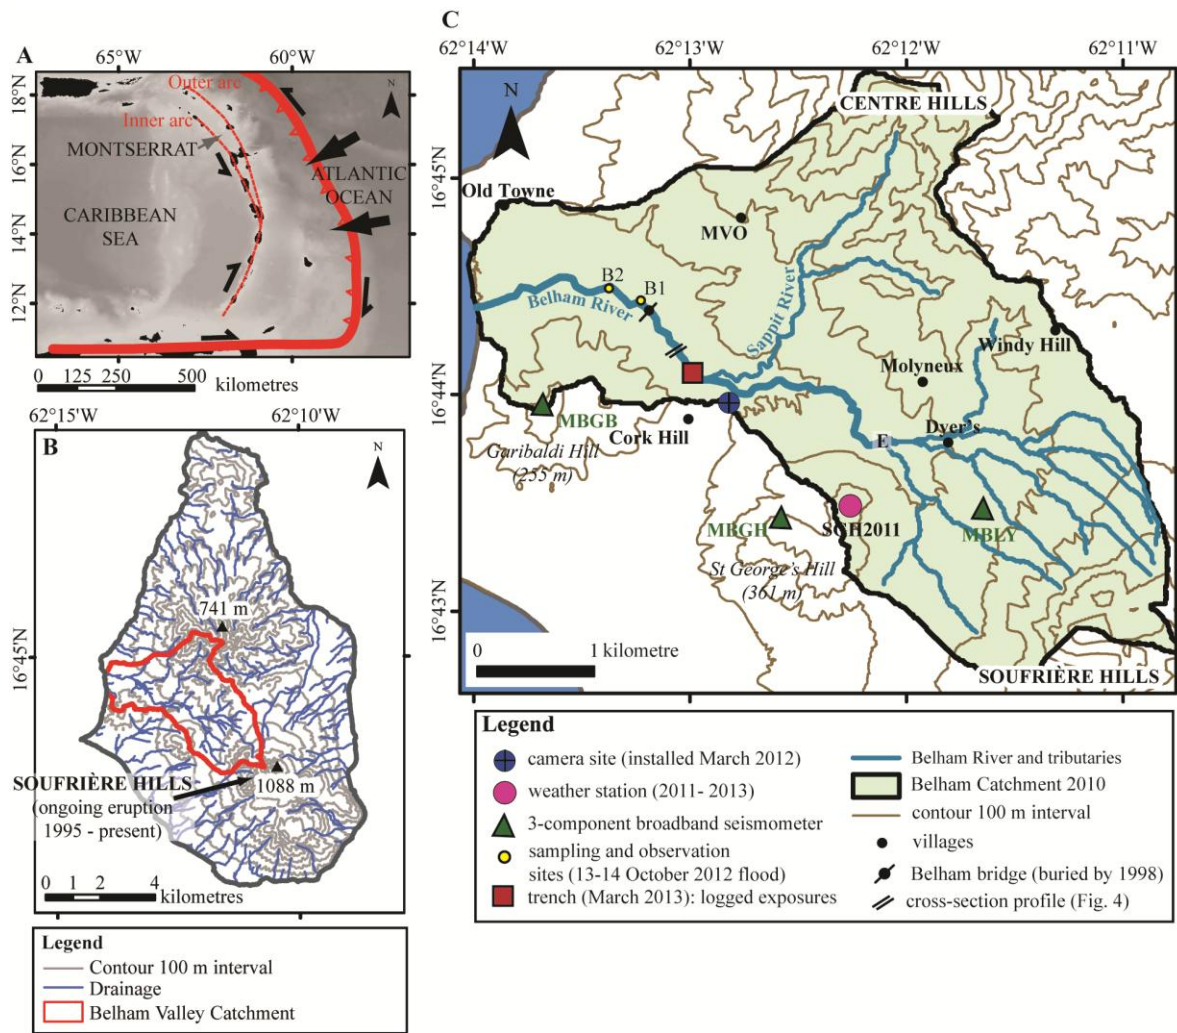 A
65°W
60°W
18°N
16°N
14°N
12°N
N
Outer arc
Inner arc
MONTSERRAT
ATLANTIC
OCEAN
CARIBBEAN
SEA
0 125 250 500 kilometres
62°15'W
62°10'W
B
N
16°45'N
741 m
SOUFRIÈRE HILLS
(ongoing eruption
1995 - present)
1088 m
0 1 2 4
kilometres
Legend
Contour 100 m interval
Drainage
Belham Valley Catchment
C
62°14'W
62°13'W
62°12'W
62°11'W
16°45'N
16°44'N
16°43'N
N
CENTRE HILLS
Old Towne
MVO
B2
B1
Belham River
Sappit River
Windy Hill
Molyneux
MBGB
Cork Hill
Garibaldi Hill
(255 m)
E
Dyer's
MBGH
SGH2011
MBLY
St George's Hill
(361 m)
0 1 kilometre
SOUFRIÈRE HILLS
Legend
camera site (installed March 2012)
weather station (2011- 2013)
3-component broadband seismometer
sampling and observation
sites (13-14 October 2012 flood)
trench (March 2013): logged exposures
Belham River and tributaries
Belham Catchment 2010
contour 100 m interval
villages
Belham bridge (buried by 1998)
cross-section profile (Fig. 4)